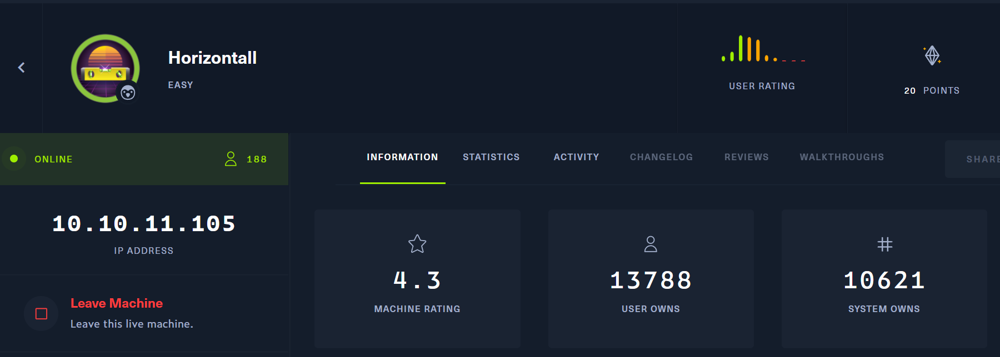 Horizontall
EASY
USER RATING
20 POINTS
ONLINE
188
INFORMATION
STATISTICS
ACTIVITY
CHANGELOG
REVIEWS
WALKTHROUGHS
SHARE
10.10.11.105
IP ADDRESS
Leave Machine
Leave this live machine.
4.3
MACHINE RATING
13788
USER OWNS
10621
SYSTEM OWNS